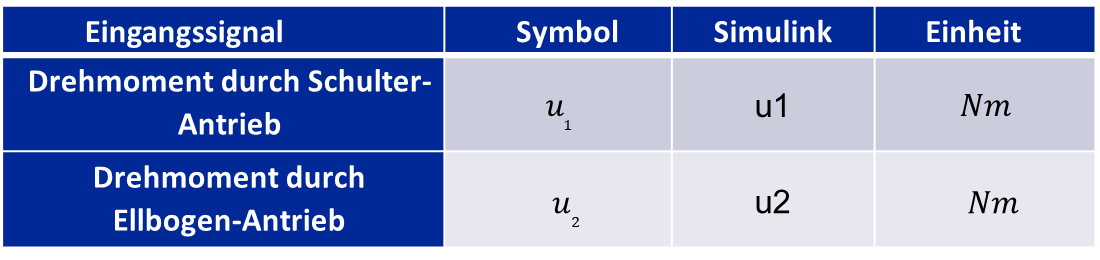 Eingangssignal Symbol Simulink Einheit
Drehmoment durch Schulter-
Antrieb u₁ u1 Nm
Drehmoment durch
Ellbogen-Antrieb u₂ u2 Nm